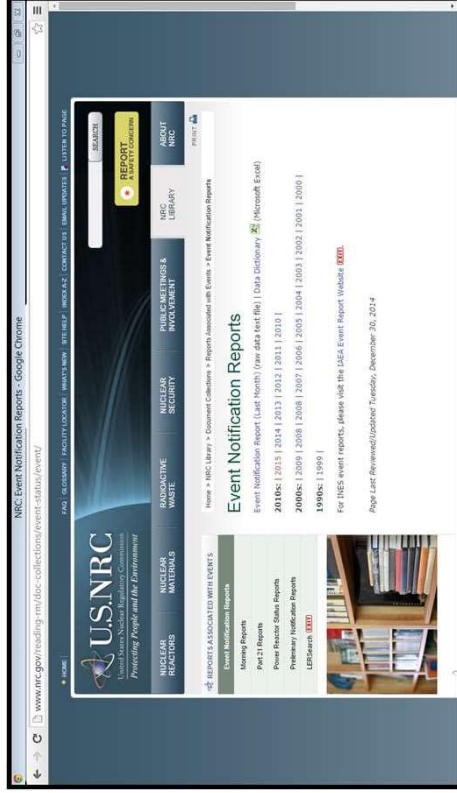 NRC: Event Notification Reports - Google Chrome
www.nrc.gov/reading-rm/doc-collections/event-status/event/
HOME
FAQ | GLOSSARY | FACILITY LOCATOR | WHAT'S NEW | SITE HELP | INDEX A-Z | CONTACT US | EMAIL UPDATES | LISTEN TO PAGE
U.S.NRC
United States Nuclear Regulatory Commission
Protecting People and the Environment
SEARCH
REPORT
A SAFETY CONCERN
NUCLEAR REACTORS
NUCLEAR MATERIALS
RADIOACTIVE WASTE
NUCLEAR SECURITY
PUBLIC MEETINGS & INVOLVEMENT
NRC LIBRARY
ABOUT NRC
PRINT
REPORTS ASSOCIATED WITH EVENTS
Event Notification Reports
Morning Reports
Part 21 Reports
Power Reactor Status Reports
Preliminary Notification Reports
LERSearch EXIT
Home > NRC Library > Document Collections > Reports Associated with Events > Event Notification Reports
Event Notification Reports
Event Notification Report (Last Month) (raw data text file) | Data Dictionary (Microsoft Excel)
2010s: | 2015 | 2014 | 2013 | 2012 | 2011 | 2010 |
2000s: | 2009 | 2008 | 2008 | 2007 | 2006 | 2005 | 2004 | 2003 | 2002 | 2001 | 2000 |
1990s: | 1999 |
For INES event reports, please visit the IAEA Event Report Website EXIT.
Page Last Reviewed/Updated Tuesday, December 30, 2014